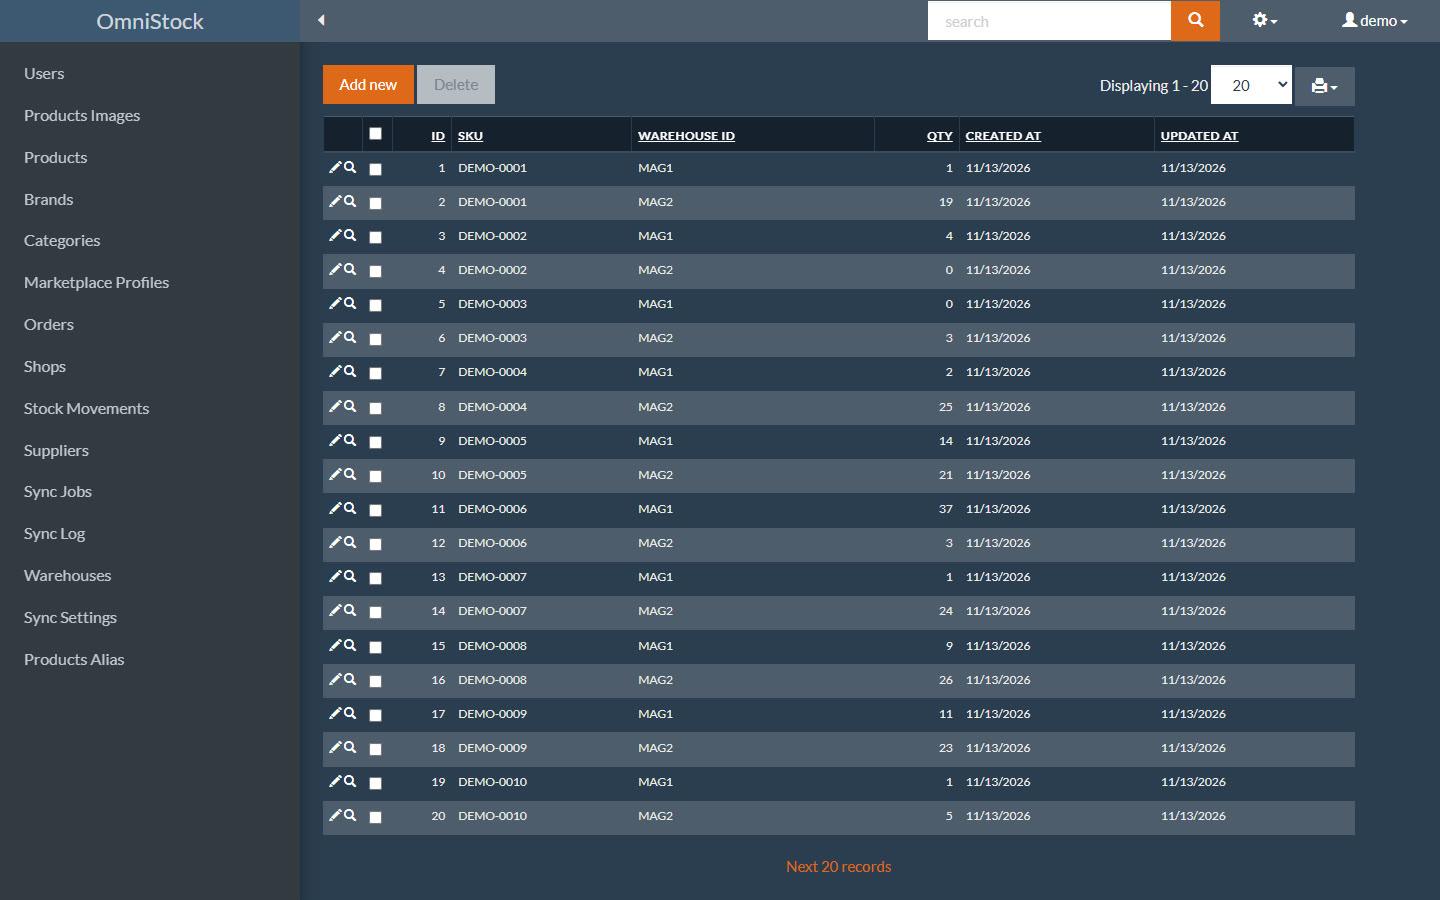 OmniStock
search
demo
Users
Products Images
Products
Brands
Categories
Marketplace Profiles
Orders
Shops
Stock Movements
Suppliers
Sync Jobs
Sync Log
Warehouses
Sync Settings
Products Alias
Add new Delete Displaying 1 - 20 20
ID SKU WAREHOUSE ID QTY CREATED AT UPDATED AT
1 DEMO-0001 MAG1 1 11/13/2026 11/13/2026
2 DEMO-0001 MAG2 19 11/13/2026 11/13/2026
3 DEMO-0002 MAG1 4 11/13/2026 11/13/2026
4 DEMO-0002 MAG2 0 11/13/2026 11/13/2026
5 DEMO-0003 MAG1 0 11/13/2026 11/13/2026
6 DEMO-0003 MAG2 3 11/13/2026 11/13/2026
7 DEMO-0004 MAG1 2 11/13/2026 11/13/2026
8 DEMO-0004 MAG2 25 11/13/2026 11/13/2026
9 DEMO-0005 MAG1 14 11/13/2026 11/13/2026
10 DEMO-0005 MAG2 21 11/13/2026 11/13/2026
11 DEMO-0006 MAG1 37 11/13/2026 11/13/2026
12 DEMO-0006 MAG2 3 11/13/2026 11/13/2026
13 DEMO-0007 MAG1 1 11/13/2026 11/13/2026
14 DEMO-0007 MAG2 24 11/13/2026 11/13/2026
15 DEMO-0008 MAG1 9 11/13/2026 11/13/2026
16 DEMO-0008 MAG2 26 11/13/2026 11/13/2026
17 DEMO-0009 MAG1 11 11/13/2026 11/13/2026
18 DEMO-0009 MAG2 23 11/13/2026 11/13/2026
19 DEMO-0010 MAG1 1 11/13/2026 11/13/2026
20 DEMO-0010 MAG2 5 11/13/2026 11/13/2026
Next 20 records